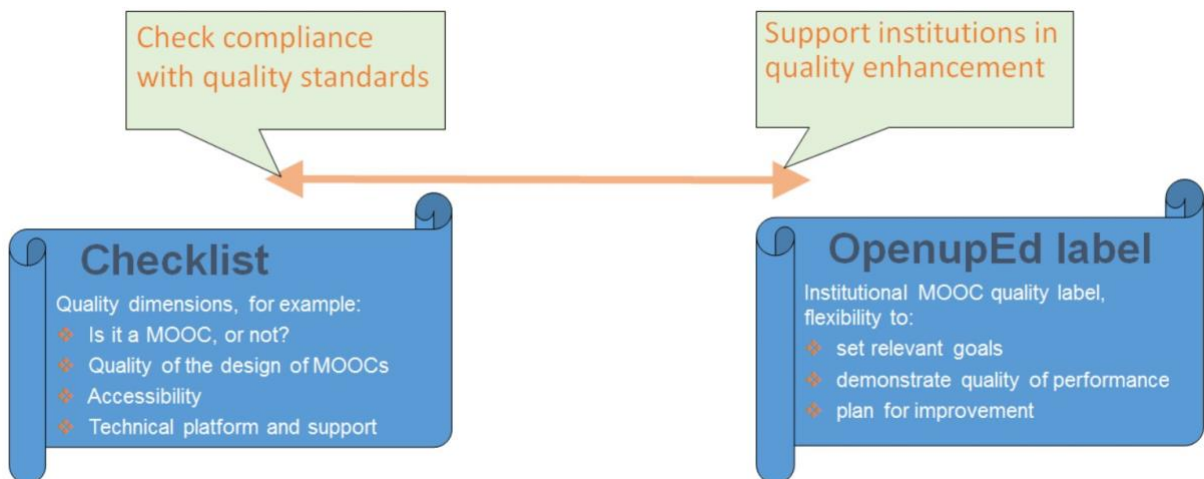 Check compliance
with quality standards
Support institutions in
quality enhancement
Checklist
Quality dimensions, for example:
Is it a MOOC, or not?
Quality of the design of MOOCs
Accessibility
Technical platform and support
OpenupEd label
Institutional MOOC quality label,
flexibility to:
set relevant goals
demonstrate quality of performance
plan for improvement